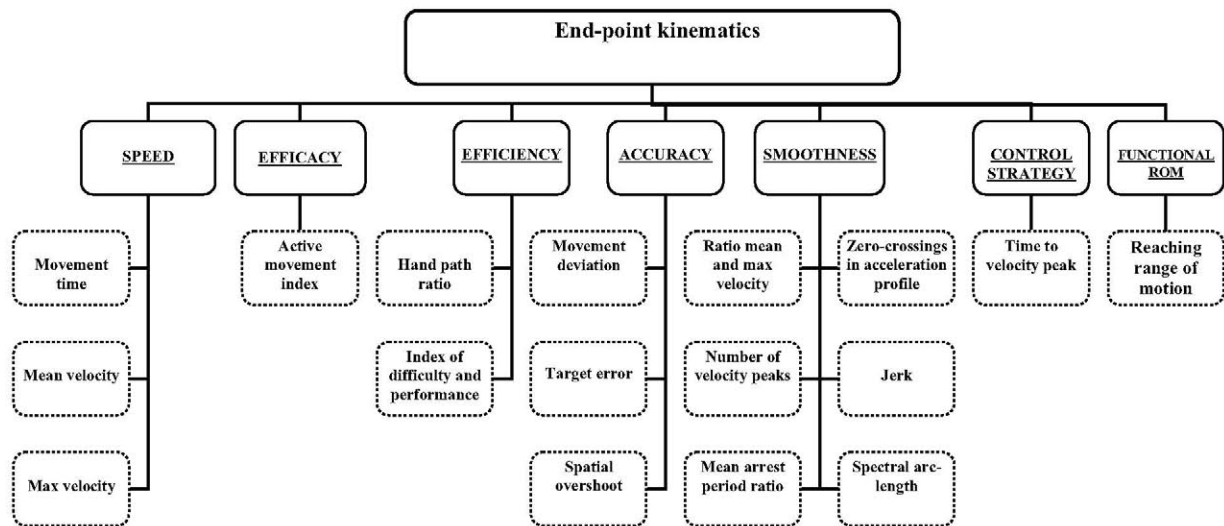 End-point kinematics
SPEED
EFFICACY
EFFICIENCY
ACCURACY
SMOOTHNESS
CONTROL
STRATEGY
FUNCTIONAL
ROM
Movement
time
Active
movement
index
Hand path
ratio
Movement
deviation
Ratio mean
and max
velocity
Zero-crossings
in acceleration
profile
Time to
velocity peak
Reaching
range of
motion
Mean velocity
Index of
difficulty and
performance
Target error
Number of
velocity peaks
Jerk
Max velocity
Spatial
overshoot
Mean arrest
period ratio
Spectral arc-
length